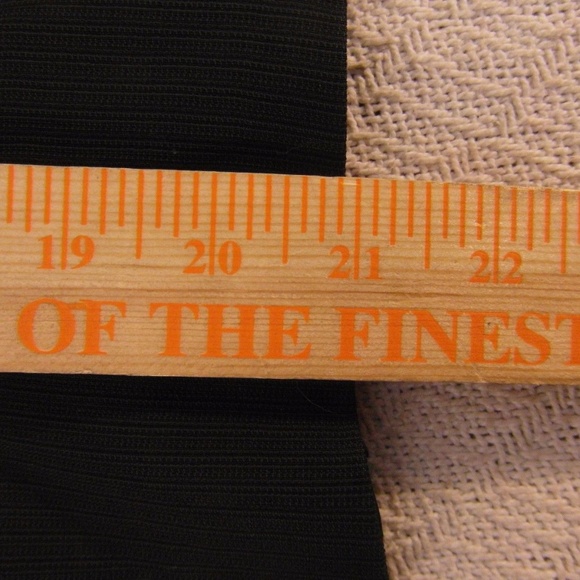 19 20 21 22
OF THE FINEST